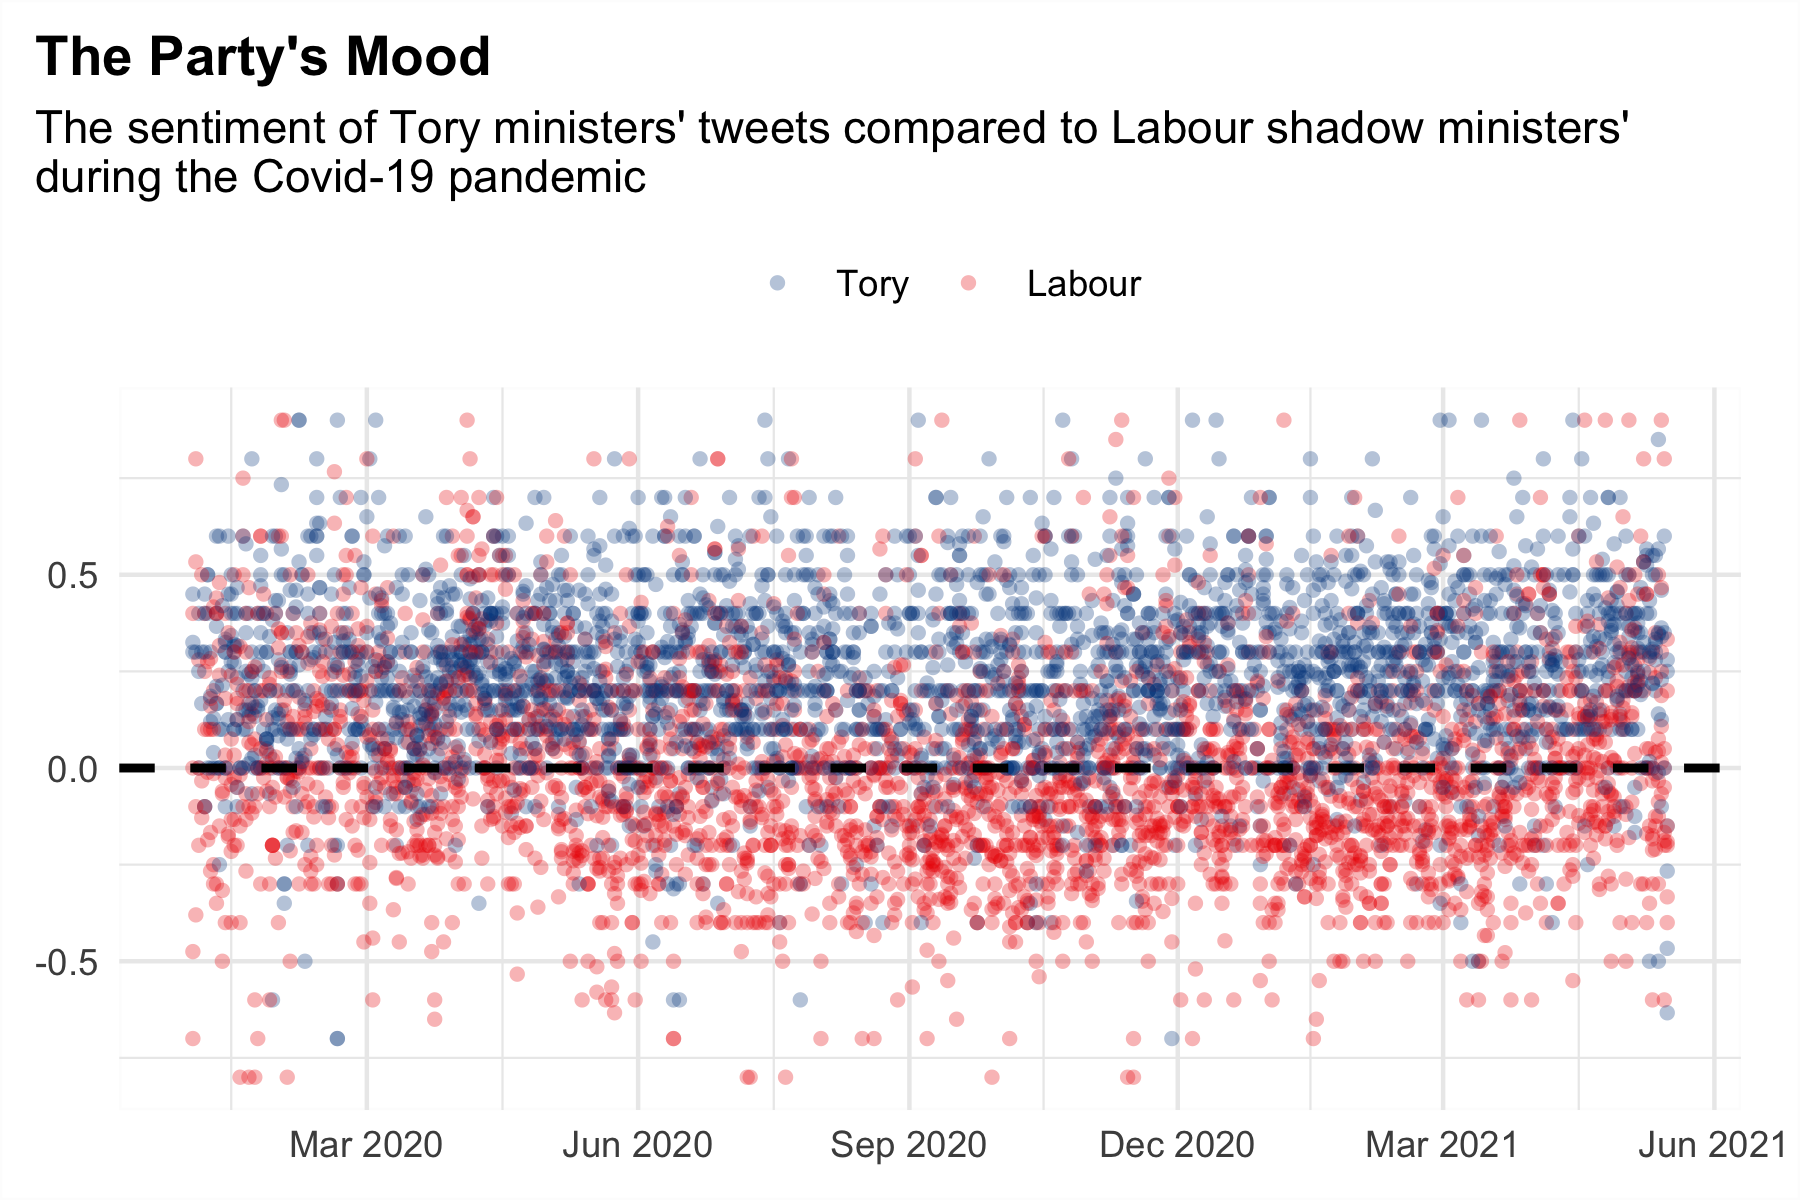 The Party's Mood
The sentiment of Tory ministers' tweets compared to Labour shadow ministers'
during the Covid-19 pandemic
Tory Labour
0.5
0.0
-0.5
Mar 2020 Jun 2020 Sep 2020 Dec 2020 Mar 2021 Jun 2021